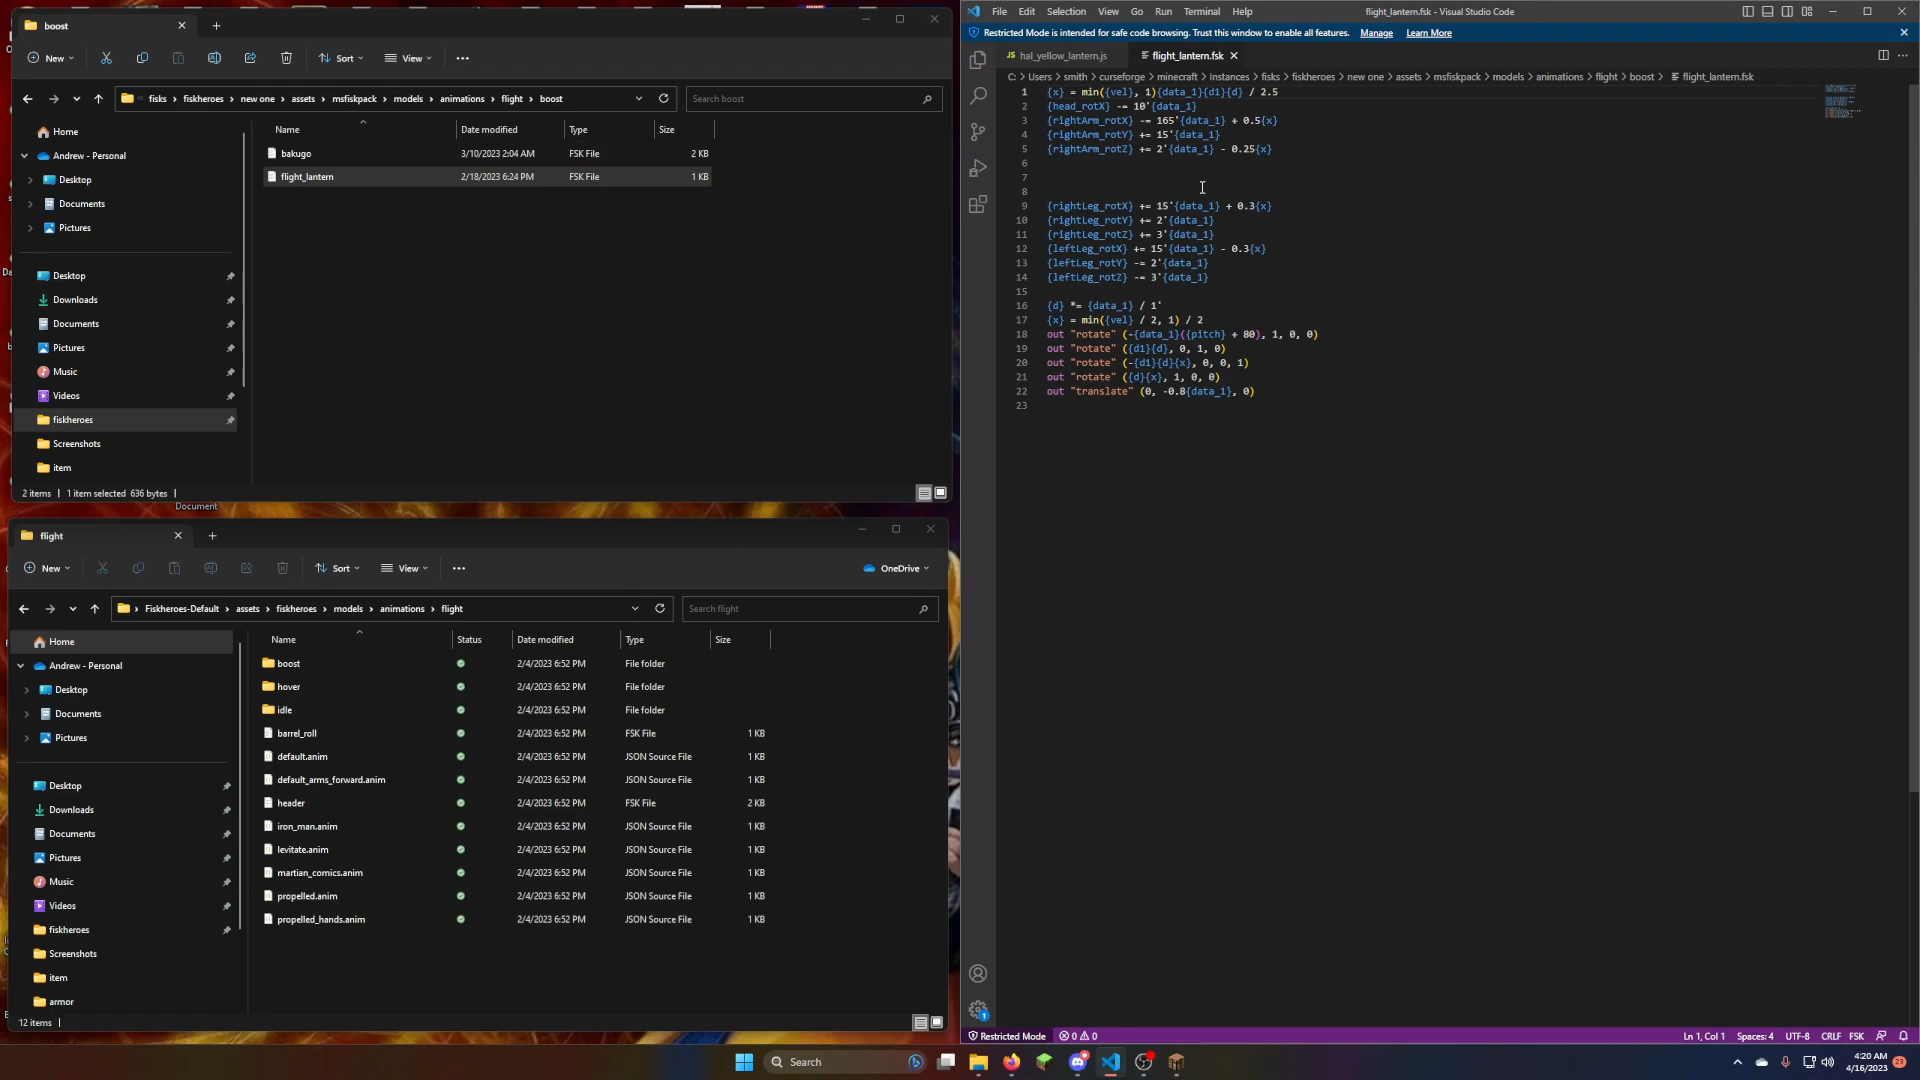 boost
New
Sort
View
fisks > fiskheroes > new one > assets > msfiskpack > models > animations > flight > boost
Search boost
Home
Andrew - Personal
Desktop
Documents
Pictures
Desktop
Downloads
Documents
Pictures
Music
Videos
fiskheroes
Screenshots
item
Name Date modified Type Size
bakugo 3/10/2023 2:04 AM FSK File 2 KB
flight_lantern 2/18/2023 6:24 PM FSK File 1 KB
2 items | 1 item selected 636 bytes |
Document
flight
New
Sort
View
OneDrive
Fiskheroes-Default > assets > fiskheroes > models > animations > flight
Search flight
Home
Andrew - Personal
Desktop
Documents
Pictures
Desktop
Downloads
Documents
Pictures
Music
Videos
fiskheroes
Screenshots
item
armor
Name Status Date modified Type Size
boost 2/4/2023 6:52 PM File folder
hover 2/4/2023 6:52 PM File folder
idle 2/4/2023 6:52 PM File folder
barrel_roll 2/4/2023 6:52 PM FSK File 1 KB
default.anim 2/4/2023 6:52 PM JSON Source File 1 KB
default_arms_forward.anim 2/4/2023 6:52 PM JSON Source File 1 KB
header 2/4/2023 6:52 PM FSK File 2 KB
iron_man.anim 2/4/2023 6:52 PM JSON Source File 1 KB
levitate.anim 2/4/2023 6:52 PM JSON Source File 1 KB
martian_comics.anim 2/4/2023 6:52 PM JSON Source File 1 KB
propelled.anim 2/4/2023 6:52 PM JSON Source File 1 KB
propelled_hands.anim 2/4/2023 6:52 PM JSON Source File 1 KB
12 items |
File Edit Selection View Go Run Terminal Help
flight_lantern.fsk - Visual Studio Code
Restricted Mode is intended for safe code browsing. Trust this window to enable all features. Manage Learn More
JS hal_yellow_lantern.js
flight_lantern.fsk
C: > Users > smith > curseforge > minecraft > Instances > fisks > fiskheroes > new one > assets > msfiskpack > models > animations > flight > boost > flight_lantern.fsk
1 {x} = min({vel}, 1){data_1}{d1}{d} / 2.5
2 {head_rotX} -= 10°{data_1}
3 {rightArm_rotX} -= 165°{data_1} + 0.5{x}
4 {rightArm_rotY} += 15°{data_1}
5 {rightArm_rotZ} += 2°{data_1} - 0.25{x}
6
7
8
9 {rightLeg_rotX} += 15°{data_1} + 0.3{x}
10 {rightLeg_rotY} += 2°{data_1}
11 {rightLeg_rotZ} += 3°{data_1}
12 {leftLeg_rotX} += 15°{data_1} - 0.3{x}
13 {leftLeg_rotY} -= 2°{data_1}
14 {leftLeg_rotZ} -= 3°{data_1}
15
16 {d} *= {data_1} / 1°
17 {x} = min({vel} / 2, 1) / 2
18 out "rotate" (-{data_1}({pitch} + 80), 1, 0, 0)
19 out "rotate" ({d1}{d}, 0, 1, 0)
20 out "rotate" (-{d1}{d}{x}, 0, 0, 1)
21 out "rotate" ({d}{x}, 1, 0, 0)
22 out "translate" (0, -0.8{data_1}, 0)
23
Restricted Mode 0 0
Ln 1, Col 1 Spaces: 4 UTF-8 CRLF FSK
Search
4:20 AM
4/16/2023
23